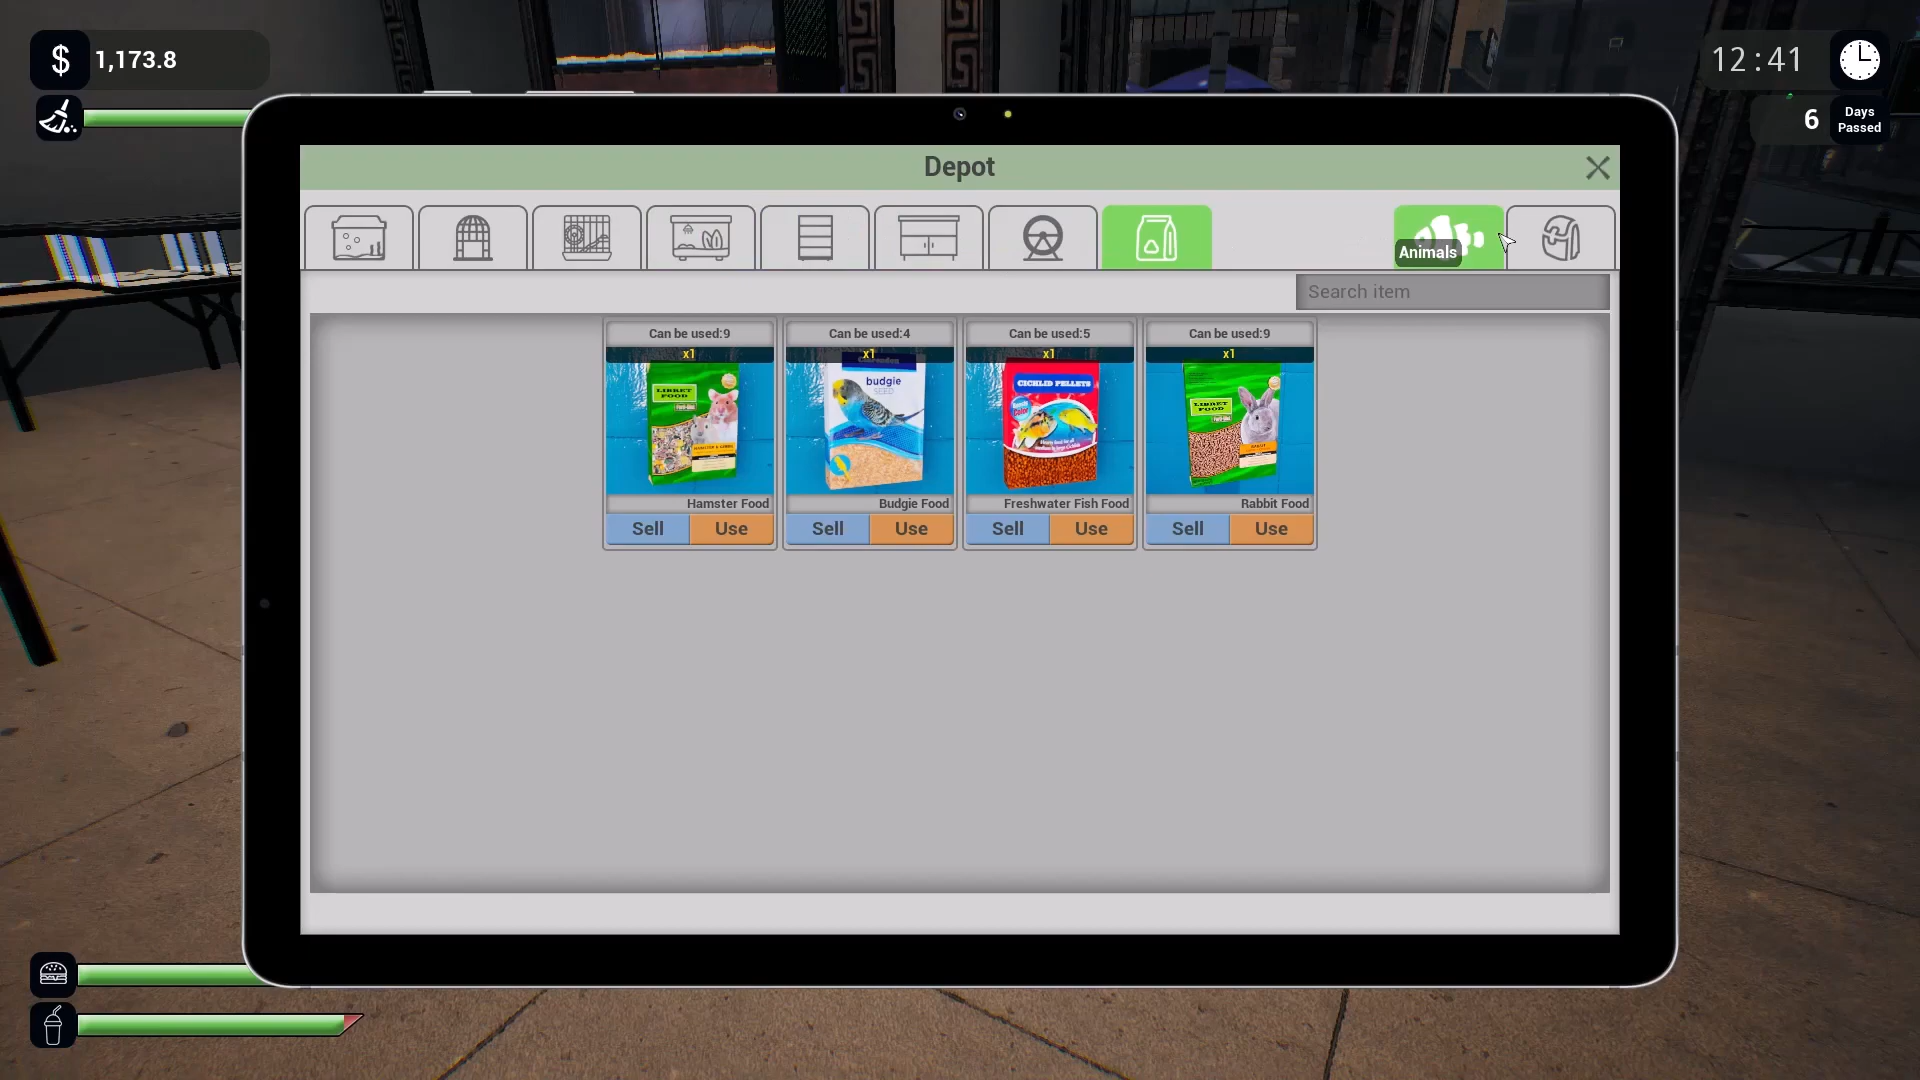 $ 1,173.8
12:41
6 Days Passed
Depot
Animals
Search item
Can be used:9
x1
LIBRET FOOD
Hamster Food
Sell Use
Can be used:4
x1
budgie
SEED
Budgie Food
Sell Use
Can be used:5
x1
CICHLID PELLETS
Color
Freshwater Fish Food
Sell Use
Can be used:9
x1
LIBRET FOOD
Rabbit Food
Sell Use